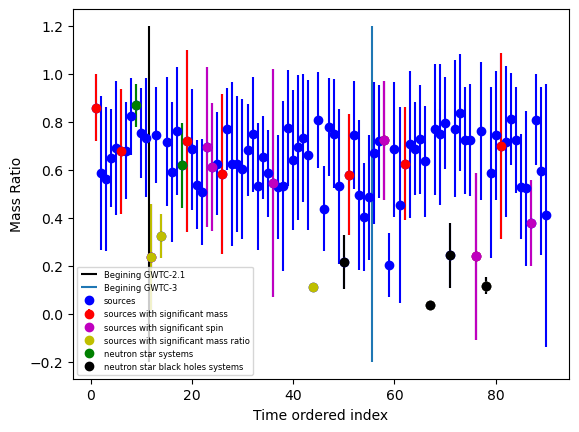 1.2
1.0
0.8
0.6
0.4
0.2
0.0
−0.2
Mass Ratio
Begining GWTC-2.1
Begining GWTC-3
sources
sources with significant mass
sources with significant spin
sources with significant mass ratio
neutron star systems
neutron star black holes systems
0 20 40 60 80
Time ordered index